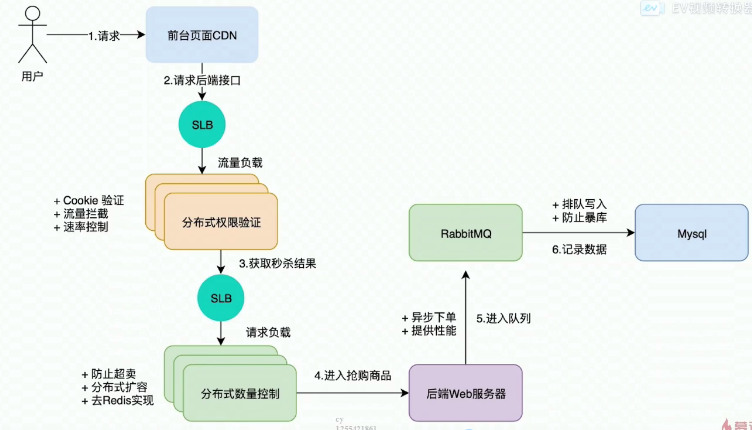 EV视频转换器
1.请求
前台页面CDN
用户
2.请求后端接口
SLB
流量负载
+ Cookie 验证
+ 流量拦截
+ 速率控制
分布式权限验证
3.获取秒杀结果
SLB
请求负载
+ 防止超卖
+ 分布式扩容
+ 去Redis实现
分布式数量控制
4.进入抢购商品
后端Web服务器
+ 异步下单
+ 提供性能
5.进入队列
RabbitMQ
+ 排队写入
+ 防止暴库
6.记录数据
Mysql